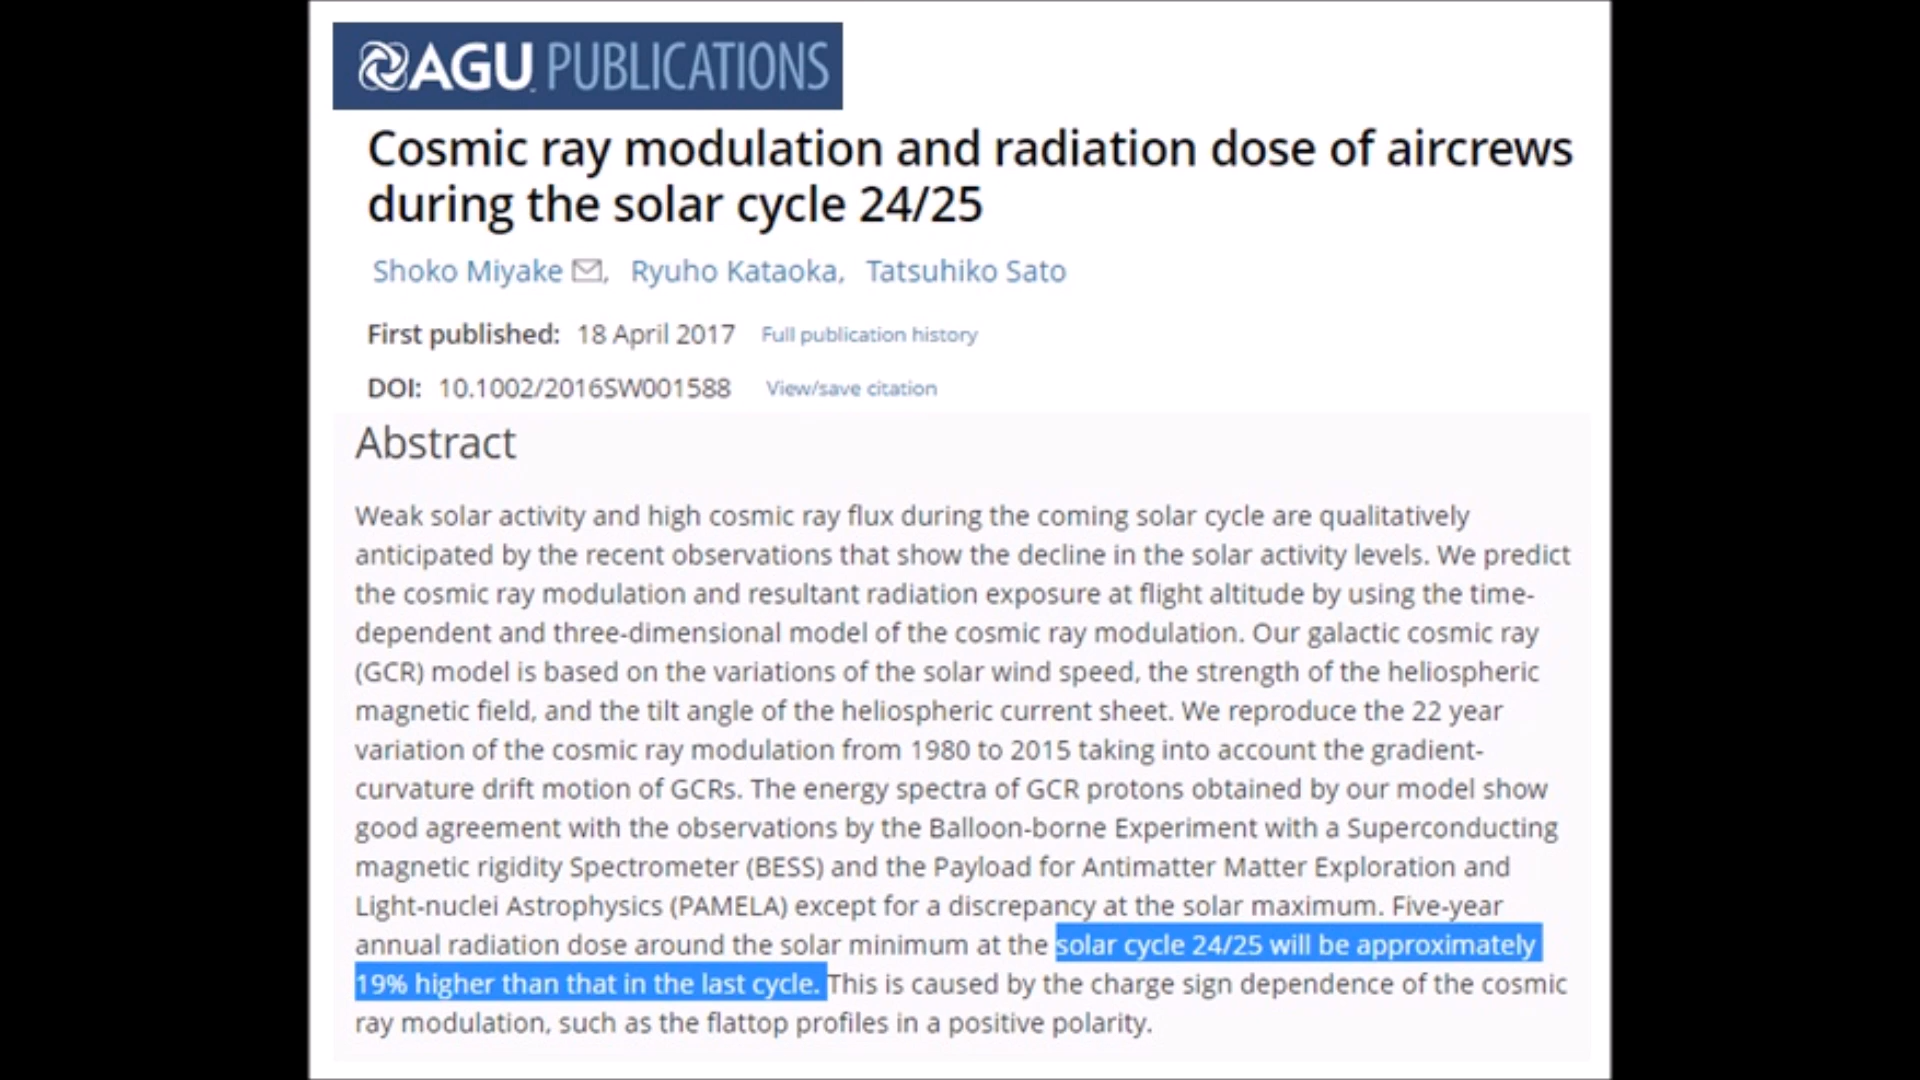 AGU PUBLICATIONS
Cosmic ray modulation and radiation dose of aircrews
during the solar cycle 24/25
Shoko Miyake, Ryuho Kataoka, Tatsuhiko Sato
First published: 18 April 2017 Full publication history
DOI: 10.1002/2016SW001588 View/save citation
Abstract
Weak solar activity and high cosmic ray flux during the coming solar cycle are qualitatively
anticipated by the recent observations that show the decline in the solar activity levels. We predict
the cosmic ray modulation and resultant radiation exposure at flight altitude by using the time-
dependent and three-dimensional model of the cosmic ray modulation. Our galactic cosmic ray
(GCR) model is based on the variations of the solar wind speed, the strength of the heliospheric
magnetic field, and the tilt angle of the heliospheric current sheet. We reproduce the 22 year
variation of the cosmic ray modulation from 1980 to 2015 taking into account the gradient-
curvature drift motion of GCRs. The energy spectra of GCR protons obtained by our model show
good agreement with the observations by the Balloon-borne Experiment with a Superconducting
magnetic rigidity Spectrometer (BESS) and the Payload for Antimatter Matter Exploration and
Light-nuclei Astrophysics (PAMELA) except for a discrepancy at the solar maximum. Five-year
annual radiation dose around the solar minimum at the solar cycle 24/25 will be approximately
19% higher than that in the last cycle. This is caused by the charge sign dependence of the cosmic
ray modulation, such as the flattop profiles in a positive polarity.